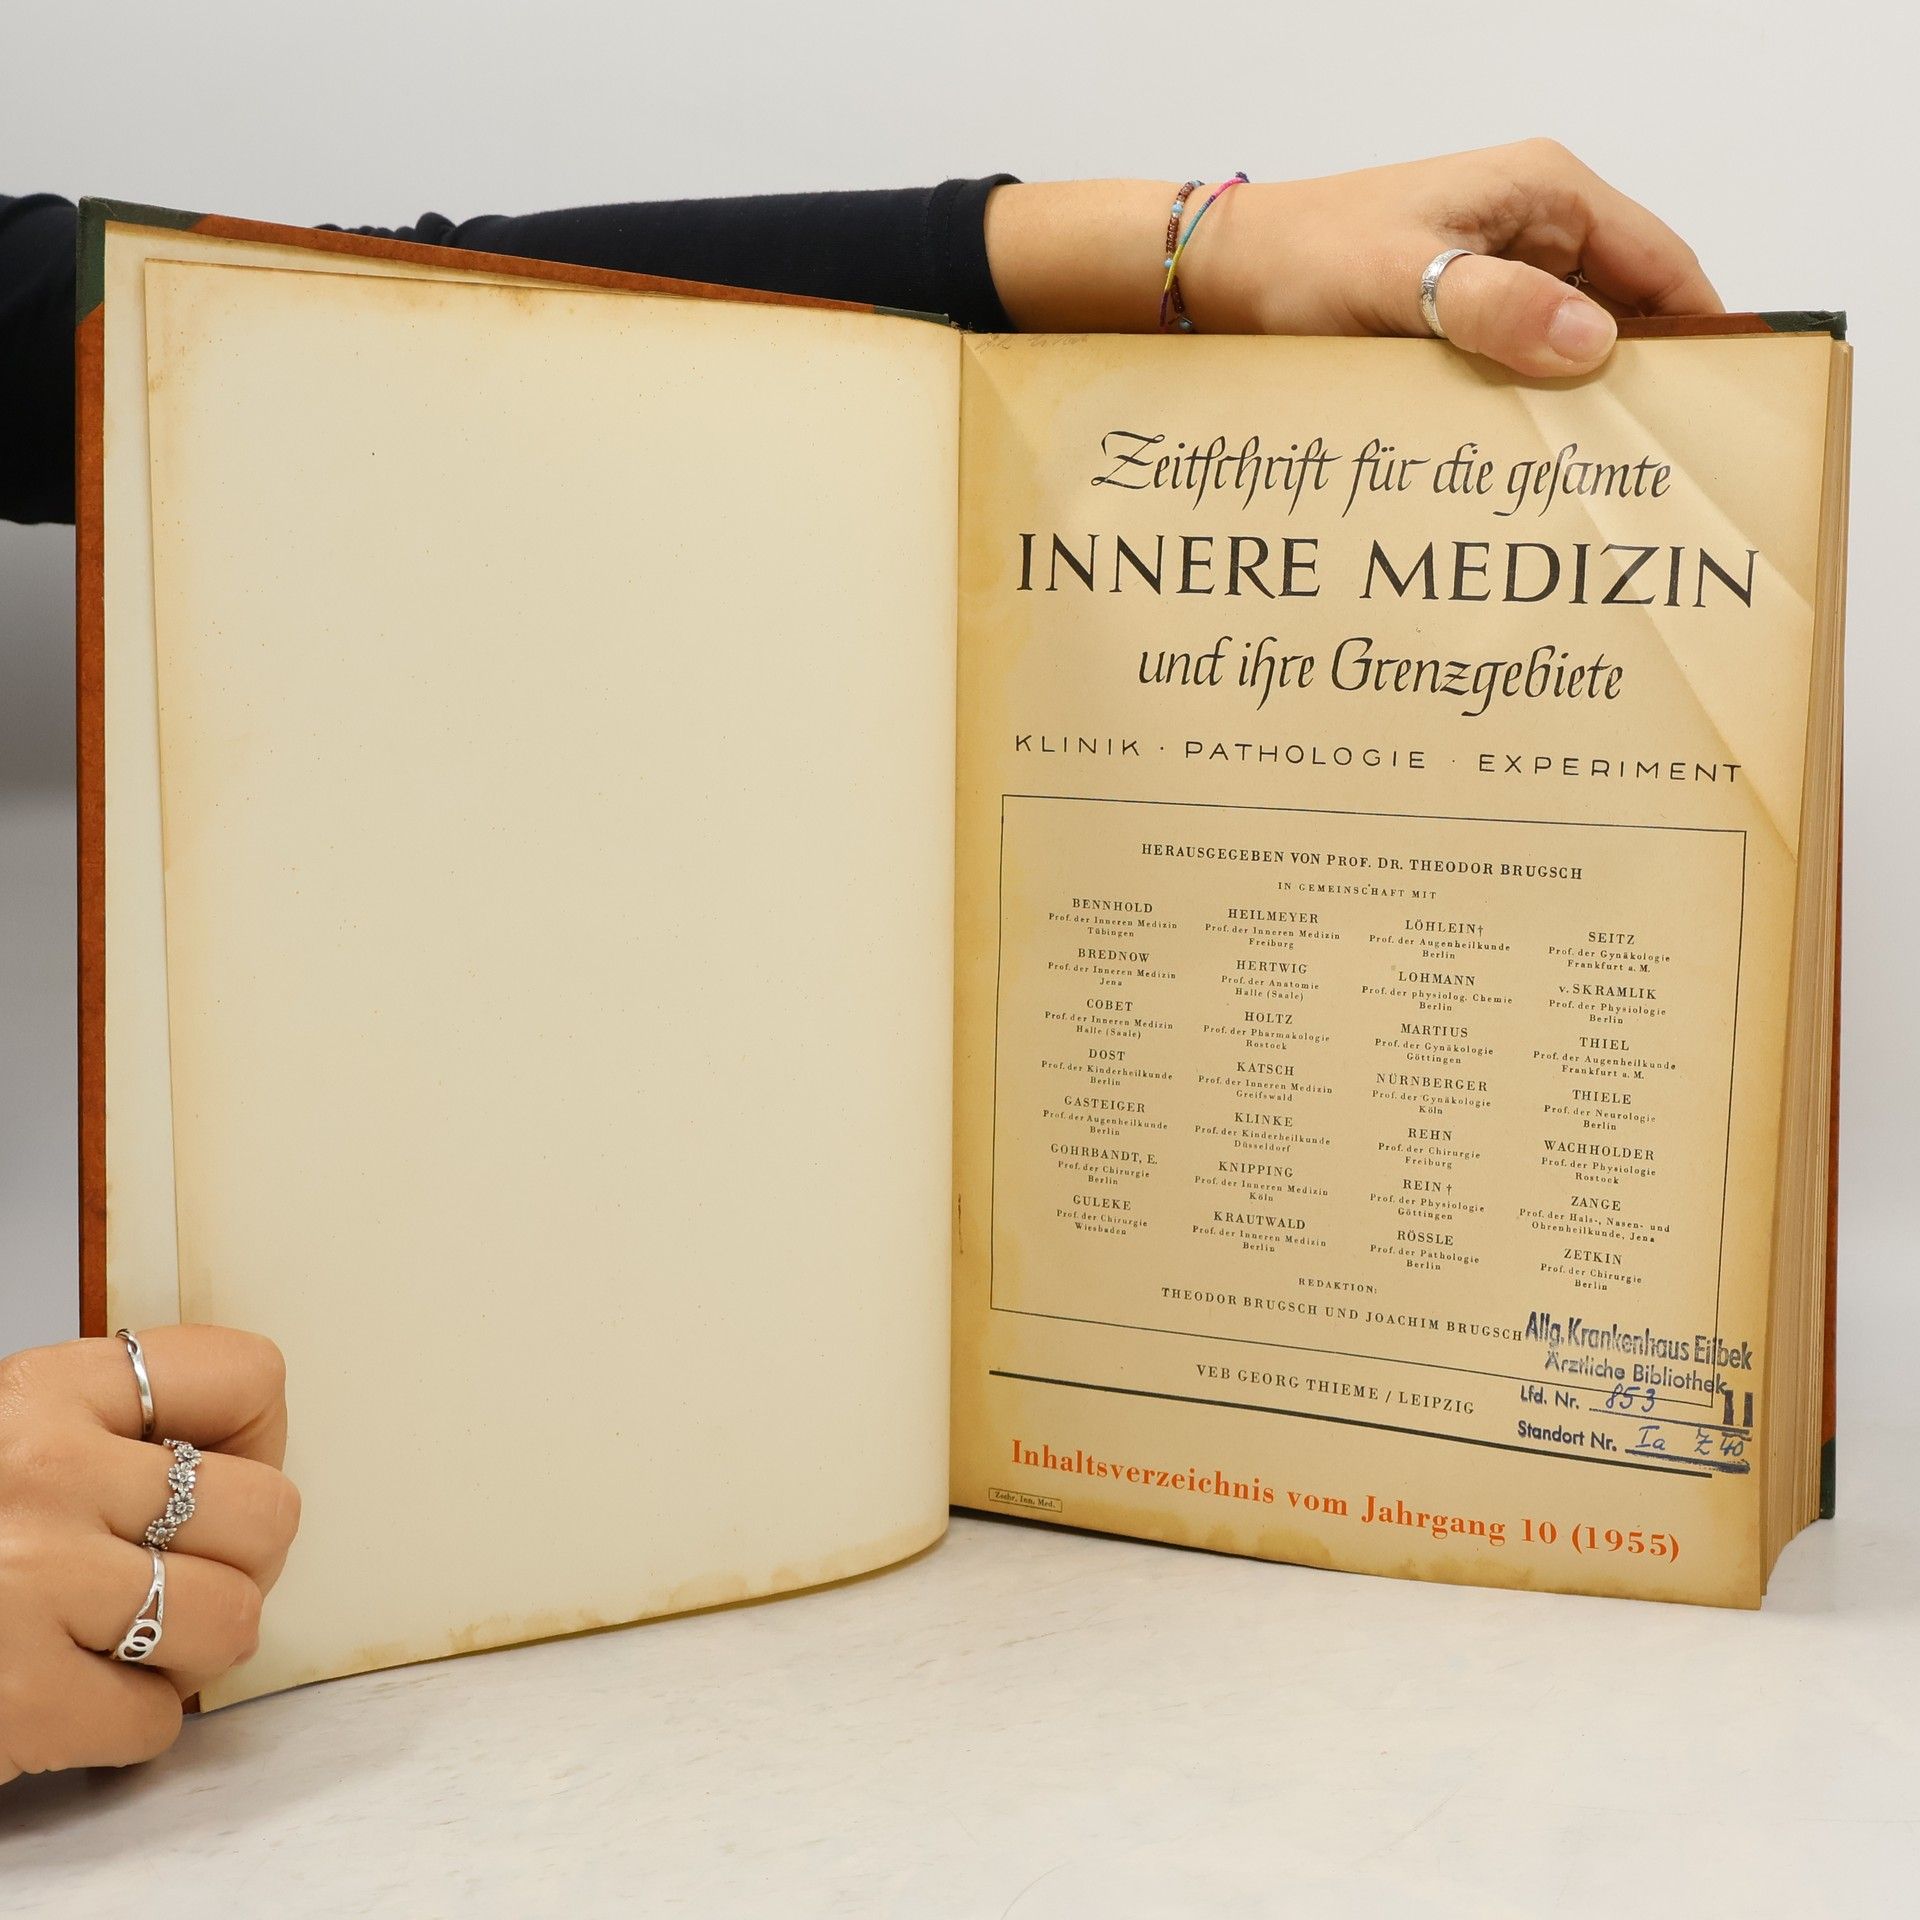 Zeitschrift für die gesamte
INNERE MEDIZIN
und ihre Grenzgebiete
KLINIK · PATHOLOGIE · EXPERIMENT
HERAUSGEGEBEN VON PROF. DR. THEODOR BRUGSCH
IN GEMEINSCHAFT MIT
BENNHOLD
Prof. der Inneren Medizin
Tübingen
BREDNOW
Prof. der Inneren Medizin
Jena
COBET
Prof. der Inneren Medizin
Halle (Saale)
DOST
Prof. der Kinderheilkunde
Berlin
GASTEIGER
Prof. der Augenheilkunde
Berlin
GOHRBANDT, E.
Prof. der Chirurgie
Berlin
GULEKE
Prof. der Chirurgie
Wiesbaden
HEILMEYER
Prof. der Inneren Medizin
Freiburg
HERTWIG
Prof. der Anatomie
Halle (Saale)
HOLTZ
Prof. der Pharmakologie
Rostock
KATSCH
Prof. der Inneren Medizin
Greifswald
KLINKE
Prof. der Kinderheilkunde
Düsseldorf
KNIPPING
Prof. der Inneren Medizin
Köln
KRAUTWALD
Prof. der Inneren Medizin
Berlin
LÖHLEIN†
Prof. der Augenheilkunde
Berlin
LOHMANN
Prof. der physiolog. Chemie
Berlin
MARTIUS
Prof. der Gynäkologie
Göttingen
NÜRNBERGER
Prof. der Gynäkologie
Köln
REHN
Prof. der Chirurgie
Freiburg
REIN †
Prof. der Physiologie
Göttingen
RÖSSLE
Prof. der Pathologie
Berlin
SEITZ
Prof. der Gynäkologie
Frankfurt a. M.
v. SKRAMLIK
Prof. der Physiologie
Berlin
THIEL
Prof. der Augenheilkunde
Frankfurt a. M.
THIELE
Prof. der Neurologie
Berlin
WACHHOLDER
Prof. der Physiologie
Rostock
ZANGE
Prof. der Hals-, Nasen- und
Ohrenheilkunde, Jena
ZETKIN
Prof. der Chirurgie
Berlin
REDAKTION:
THEODOR BRUGSCH UND JOACHIM BRUGSCH
Allg. Krankenhaus Eilbek
Ärztliche Bibliothek
Lfd. Nr. 853 11
Standort Nr. Ia Z 40
VEB GEORG THIEME / LEIPZIG
Inhaltsverzeichnis vom Jahrgang 10 (1955)
Zschr. Inn. Med.